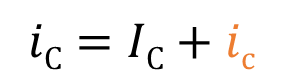 i_C = I_C + i_c